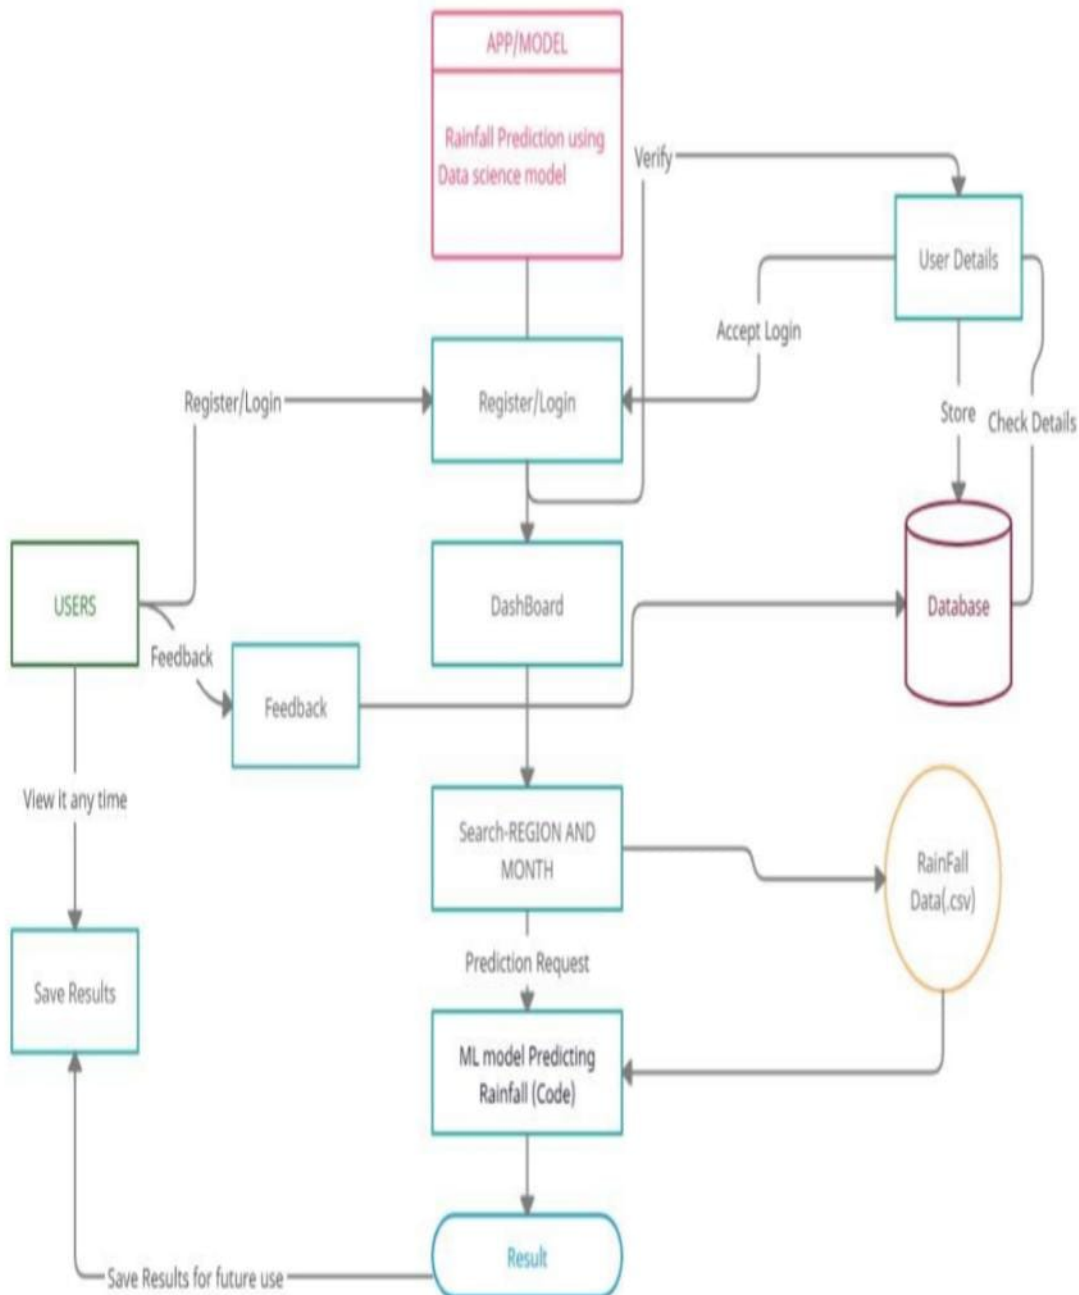 APP/MODEL
Rainfall Prediction using
Data science model
Verify
User Details
Accept Login
Register/Login
Register/Login
Store
Check Details
USERS
DashBoard
Database
Feedback
Feedback
View it any time
Search-REGION AND
MONTH
RainFall
Data(.csv)
Prediction Request
Save Results
ML model Predicting
Rainfall (Code)
Result
Save Results for future use